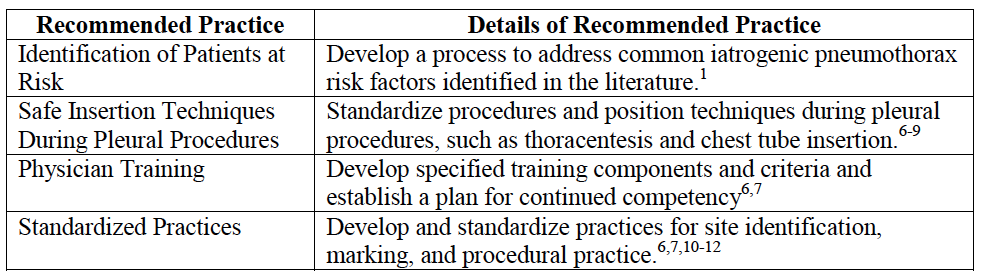 Recommended Practice Details of Recommended Practice
Identification of Patients at Risk Develop a process to address common iatrogenic pneumothorax risk factors identified in the literature.1
Safe Insertion Techniques During Pleural Procedures Standardize procedures and position techniques during pleural procedures, such as thoracentesis and chest tube insertion.6-9
Physician Training Develop specified training components and criteria and establish a plan for continued competency6,7
Standardized Practices Develop and standardize practices for site identification, marking, and procedural practice.6,7,10-12